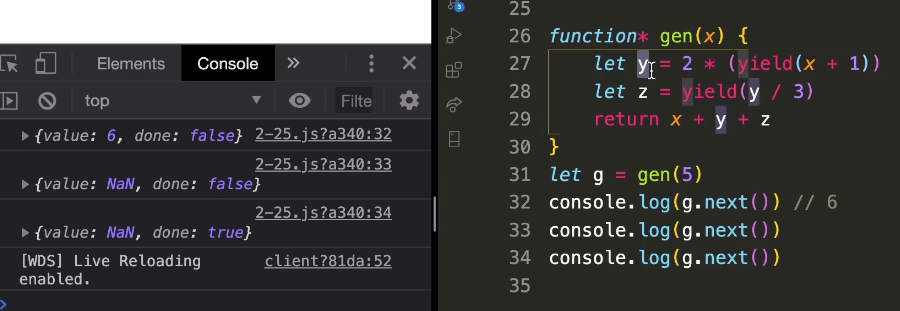 Elements Console »
top Filte
{value: 6, done: false} 2-25.js?a340:32
2-25.js?a340:33
{value: NaN, done: false}
2-25.js?a340:34
{value: NaN, done: true}
[WDS] Live Reloading client?81da:52
enabled.
3
25
26 function* gen(x) {
27 let y = 2 * (yield(x + 1))
28 let z = yield(y / 3)
29 return x + y + z
30 }
31 let g = gen(5)
32 console.log(g.next()) // 6
33 console.log(g.next())
34 console.log(g.next())
35